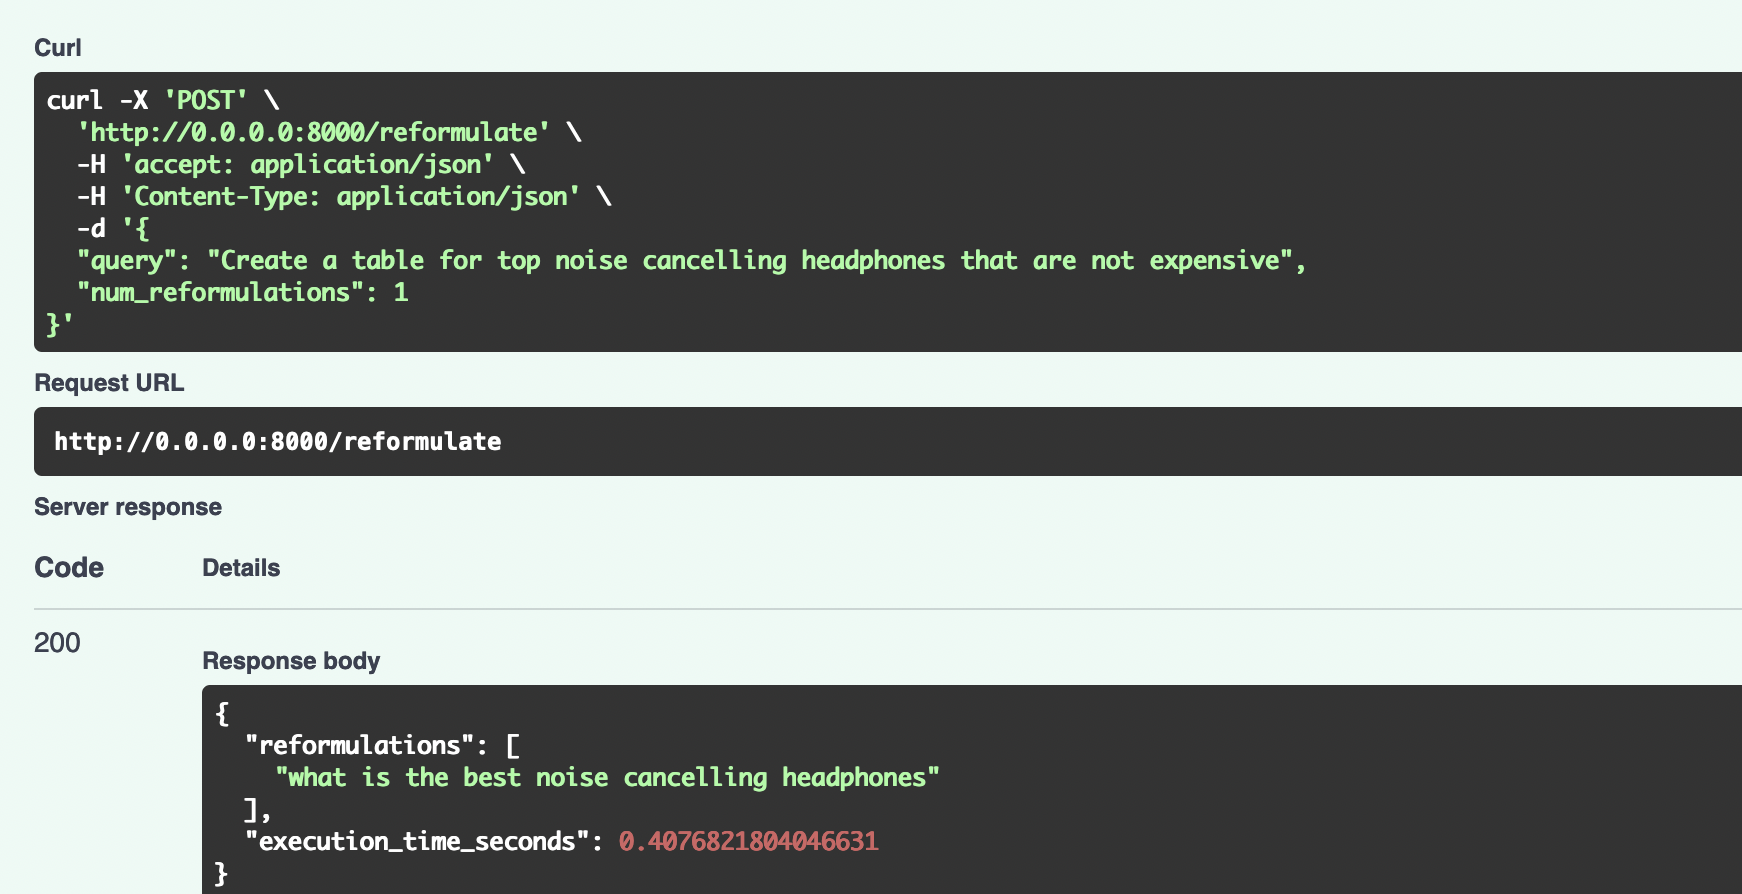 Curl
curl -X 'POST' \
'http://0.0.0.0:8000/reformulate' \
-H 'accept: application/json' \
-H 'Content-Type: application/json' \
-d '{
"query": "Create a table for top noise cancelling headphones that are not expensive",
"num_reformulations": 1
}'
Request URL
http://0.0.0.0:8000/reformulate
Server response
Code Details
200
Response body
{
"reformulations": [
"what is the best noise cancelling headphones"
],
"execution_time_seconds": 0.4076821804046631
}